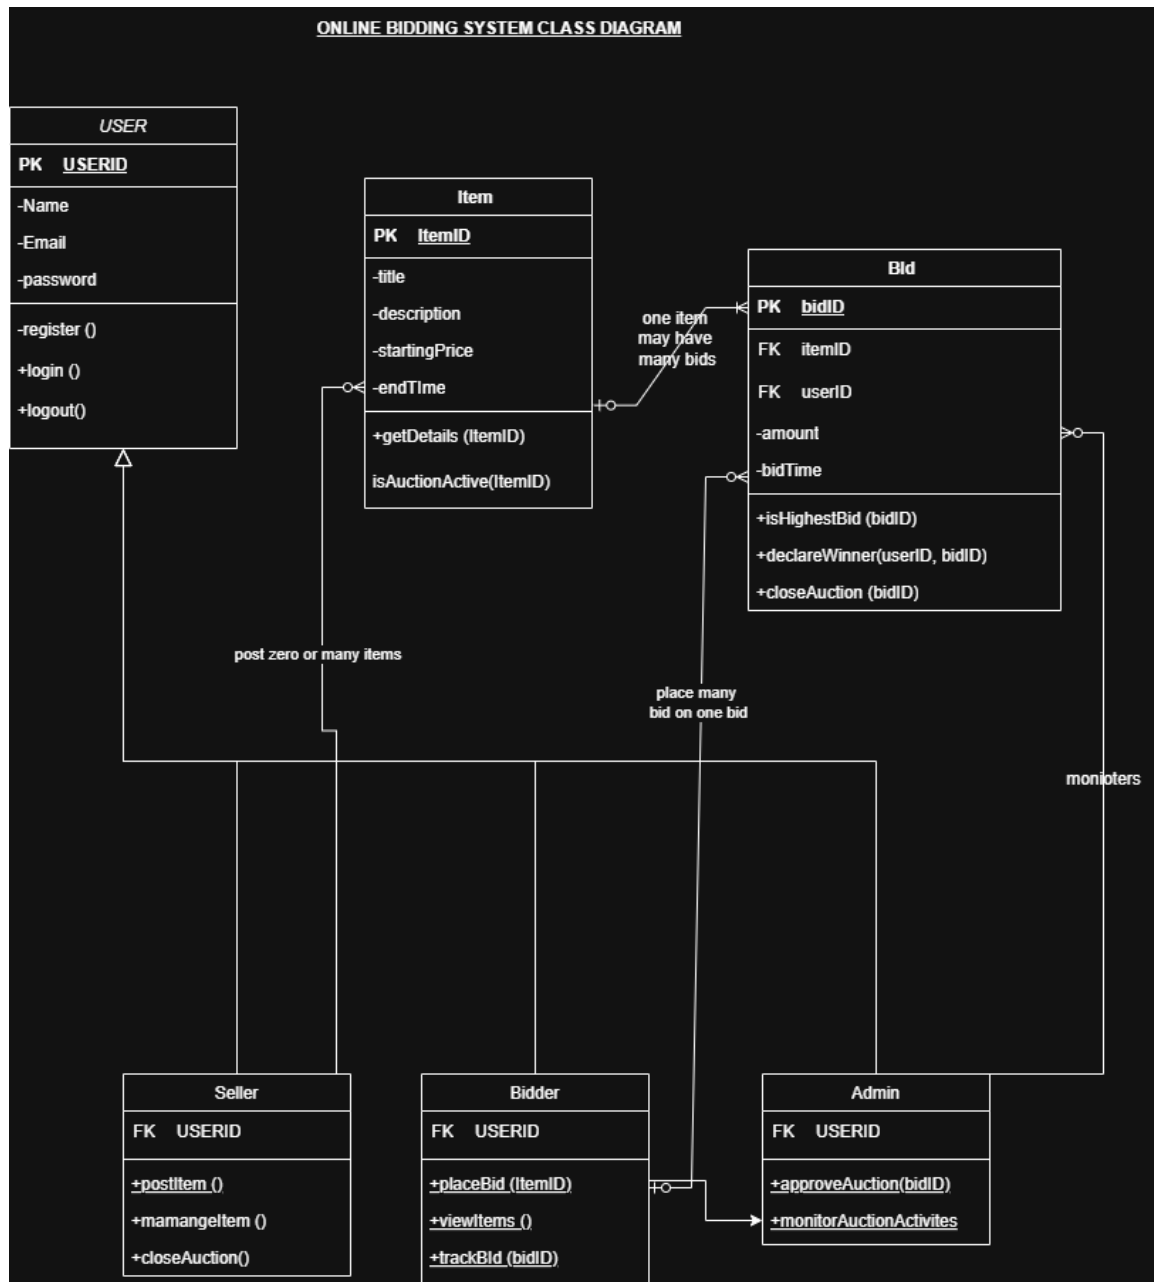 ONLINE BIDDING SYSTEM CLASS DIAGRAM
USER
PK USERID
-Name
-Email
-password
-register ()
+login ()
+logout()
Item
PK ItemID
-title
-description
-startingPrice
-endTIme
+getDetails (ItemID)
isAuctionActive(ItemID)
one item
may have
many bids
BId
PK bidID
FK itemID
FK userID
-amount
-bidTime
+isHighestBid (bidID)
+declareWinner(userID, bidID)
+closeAuction (bidID)
post zero or many items
place many
bid on one bid
monioters
Seller
FK USERID
+postItem ()
+mamangeItem ()
+closeAuction()
Bidder
FK USERID
+placeBid (ItemID)
+viewItems ()
+trackBId (bidID)
Admin
FK USERID
+approveAuction(bidID)
+monitorAuctionActivites